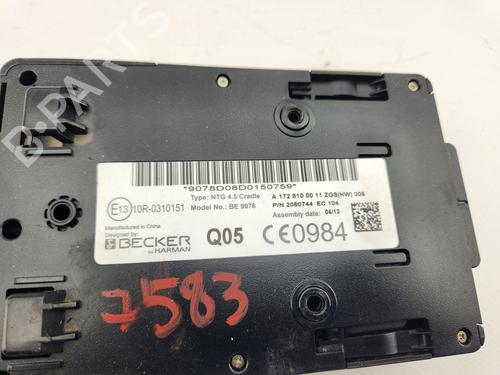 *9078D08D0150759*
E13 10R-0310151
Type: NTG 4.5 Cradle
Model No.: BE 9078
A 172 810 00 11 ZGS(HW) 008
P/N 2080744 EC 104
Assembly date: 04/13
Manufactured in China
Designed by:
BECKER
by HARMAN
Q05
CE0984
7583
B-PARTS